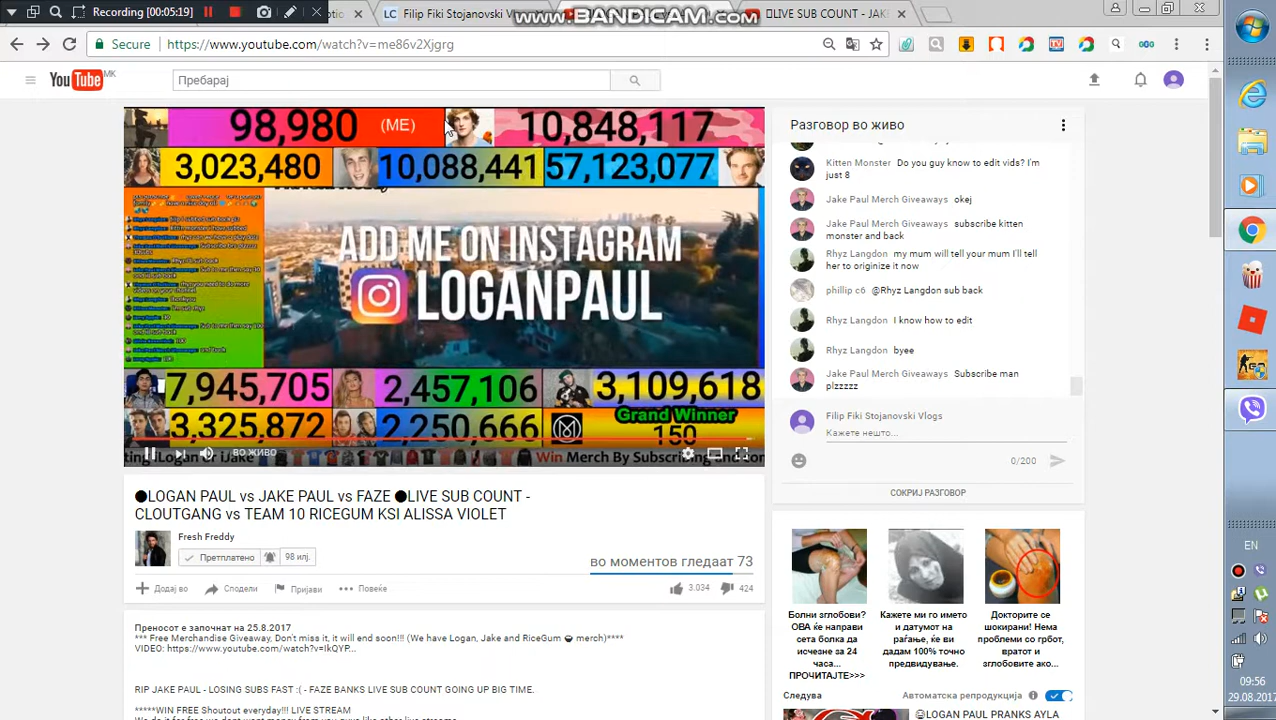 Recording [00:05:19]
Filip Fiki Stojanovski V
www.BANDICAM.com
LIVE SUB COUNT - JAKE
Secure
https://www.youtube.com/watch?v=me86v2Xjgrg
YouTube MK
Пребарај
98,980 (ME) 10,848,117
3,023,480 10,088,441 57,123,077
ADD ME ON INSTAGRAM
LOGANPAUL
7,945,705 2,457,106 3,109,618
Grand Winner
3,325,872 2,250,666 150
ВО ЖИВО
Win Merch By Subscribing
●LOGAN PAUL vs JAKE PAUL vs FAZE ●LIVE SUB COUNT -
CLOUTGANG vs TEAM 10 RICEGUM KSI ALISSA VIOLET
Fresh Freddy
Претплатено 98 илј.
во моментов гледаат 73
Додај во Сподели Пријави Повеќе 3.034 424
Преносот е започнат на 25.8.2017
*** Free Merchandise Giveaway, Don't miss it, it will end soon!!! (We have Logan, Jake and RiceGum merch)****
VIDEO: https://www.youtube.com/watch?v=IkQYP...
RIP JAKE PAUL - LOSING SUBS FAST :( - FAZE BANKS LIVE SUB COUNT GOING UP BIG TIME.
*****WIN FREE Shoutout everyday!!! LIVE STREAM
Разговор во живо
Kitten Monster Do you guy know to edit vids? I'm
just 8
Jake Paul Merch Giveaways okej
Jake Paul Merch Giveaways subscribe kitten
monster and back
Rhyz Langdon my mum will tell your mum I'll tell
her to originize it now
@Rhyz Langdon sub back
Rhyz Langdon I know how to edit
Rhyz Langdon byee
Jake Paul Merch Giveaways Subscribe man
plzzzz
Filip Fiki Stojanovski Vlogs
Кажете нешто...
0/200
СОКРИЈ РАЗГОВОР
Болни зглобови?
ОВА ќе направи
сета болка да
исчезне за 24
часа...
ПРОЧИТАЈТЕ>>>
Кажете ми го името
и датумот на
раѓање, ќе ви
дадам 100% точно
предвидување.
Докторите се
шокирани! Нема
проблеми со грбот,
вратот и
зглобовите ако...
Следува
Автоматска репродукција
LOGAN PAUL PRANKS AYLA
EN
09:56
29.08.2017